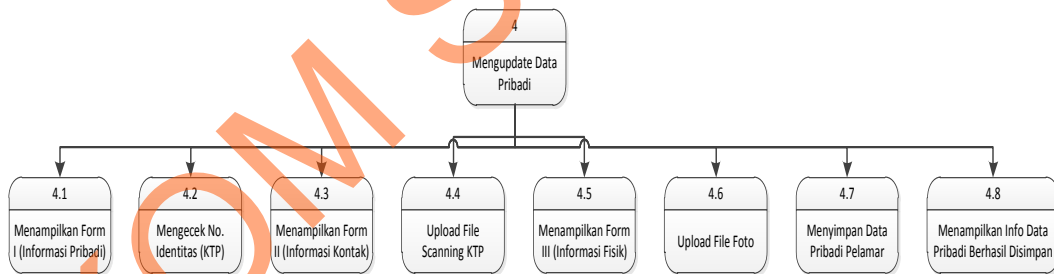 4
Mengupdate Data
Pribadi
4.1
Menampilkan Form
I (Informasi Pribadi)
4.2
Mengecek No.
Identitas (KTP)
4.3
Menampilkan Form
II (Informasi Kontak)
4.4
Upload File
Scanning KTP
4.5
Menampilkan Form
III (Informasi Fisik)
4.6
Upload File Foto
4.7
Menyimpan Data
Pribadi Pelamar
4.8
Menampilkan Info Data
Pribadi Berhasil Disimpan
OM S